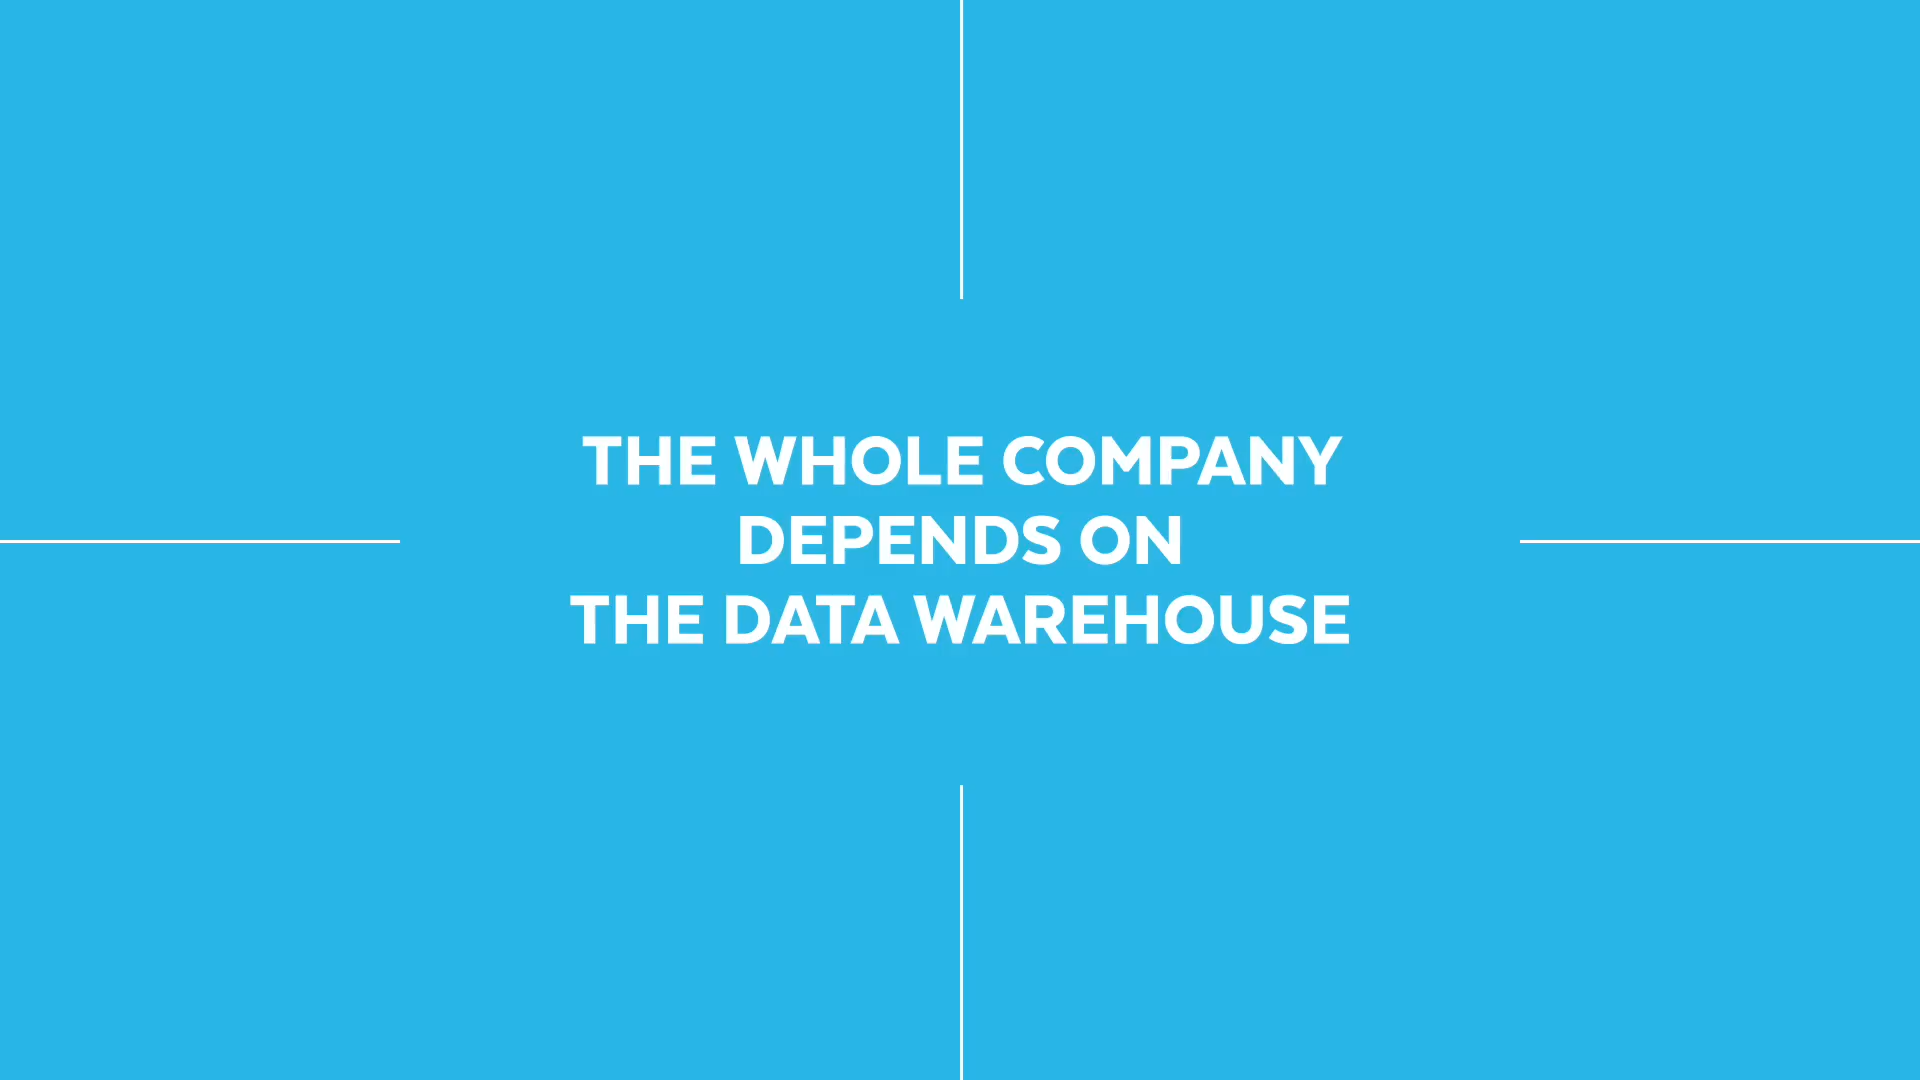 THE WHOLE COMPANY
DEPENDS ON
THE DATA WAREHOUSE